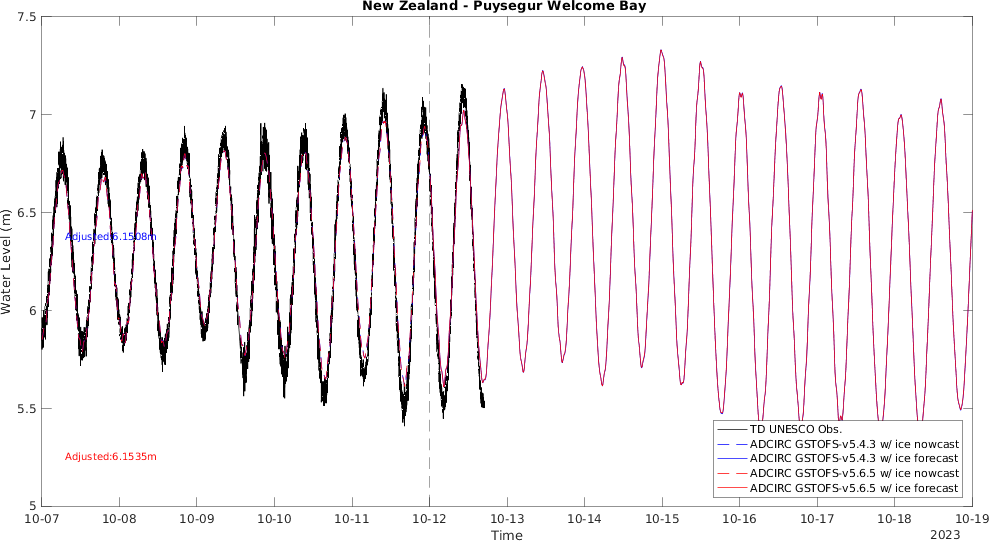 New Zealand - Puysegur Welcome Bay
Water Level (m)
7.5
7
6.5
6
5.5
5
Adjusted:6.1508m
Adjusted:6.1535m
TD UNESCO Obs.
ADCIRC GSTOFS-v5.4.3 w/ ice nowcast
ADCIRC GSTOFS-v5.4.3 w/ ice forecast
ADCIRC GSTOFS-v5.6.5 w/ ice nowcast
ADCIRC GSTOFS-v5.6.5 w/ ice forecast
10-07 10-08 10-09 10-10 10-11 10-12 10-13 10-14 10-15 10-16 10-17 10-18 10-19
Time
2023